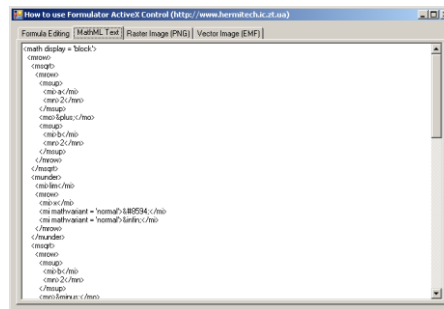 How to use Formulator ActiveX Control (http://www.hermitech.ic.zt.ua)
Formula Editing MathML Text Raster Image (PNG) Vector Image (EMF)
<math display = 'block'>
<mrow>
<msqrt>
<mrow>
<msup>
<mi>a</mi>
<mn>2</mn>
</msup>
<mo>&plus;</mo>
<msup>
<mi>b</mi>
<mn>2</mn>
</msup>
</mrow>
</msqrt>
<munder>
<mi>lim</mi>
<mrow>
<mi>x</mi>
<mi mathvariant = 'normal'>&#8594;</mi>
<mi mathvariant = 'normal'>&infin;</mi>
</mrow>
</munder>
<msqrt>
<mrow>
<msup>
<mi>b</mi>
<mn>2</mn>
</msup>
<mo>&minus;</mo>